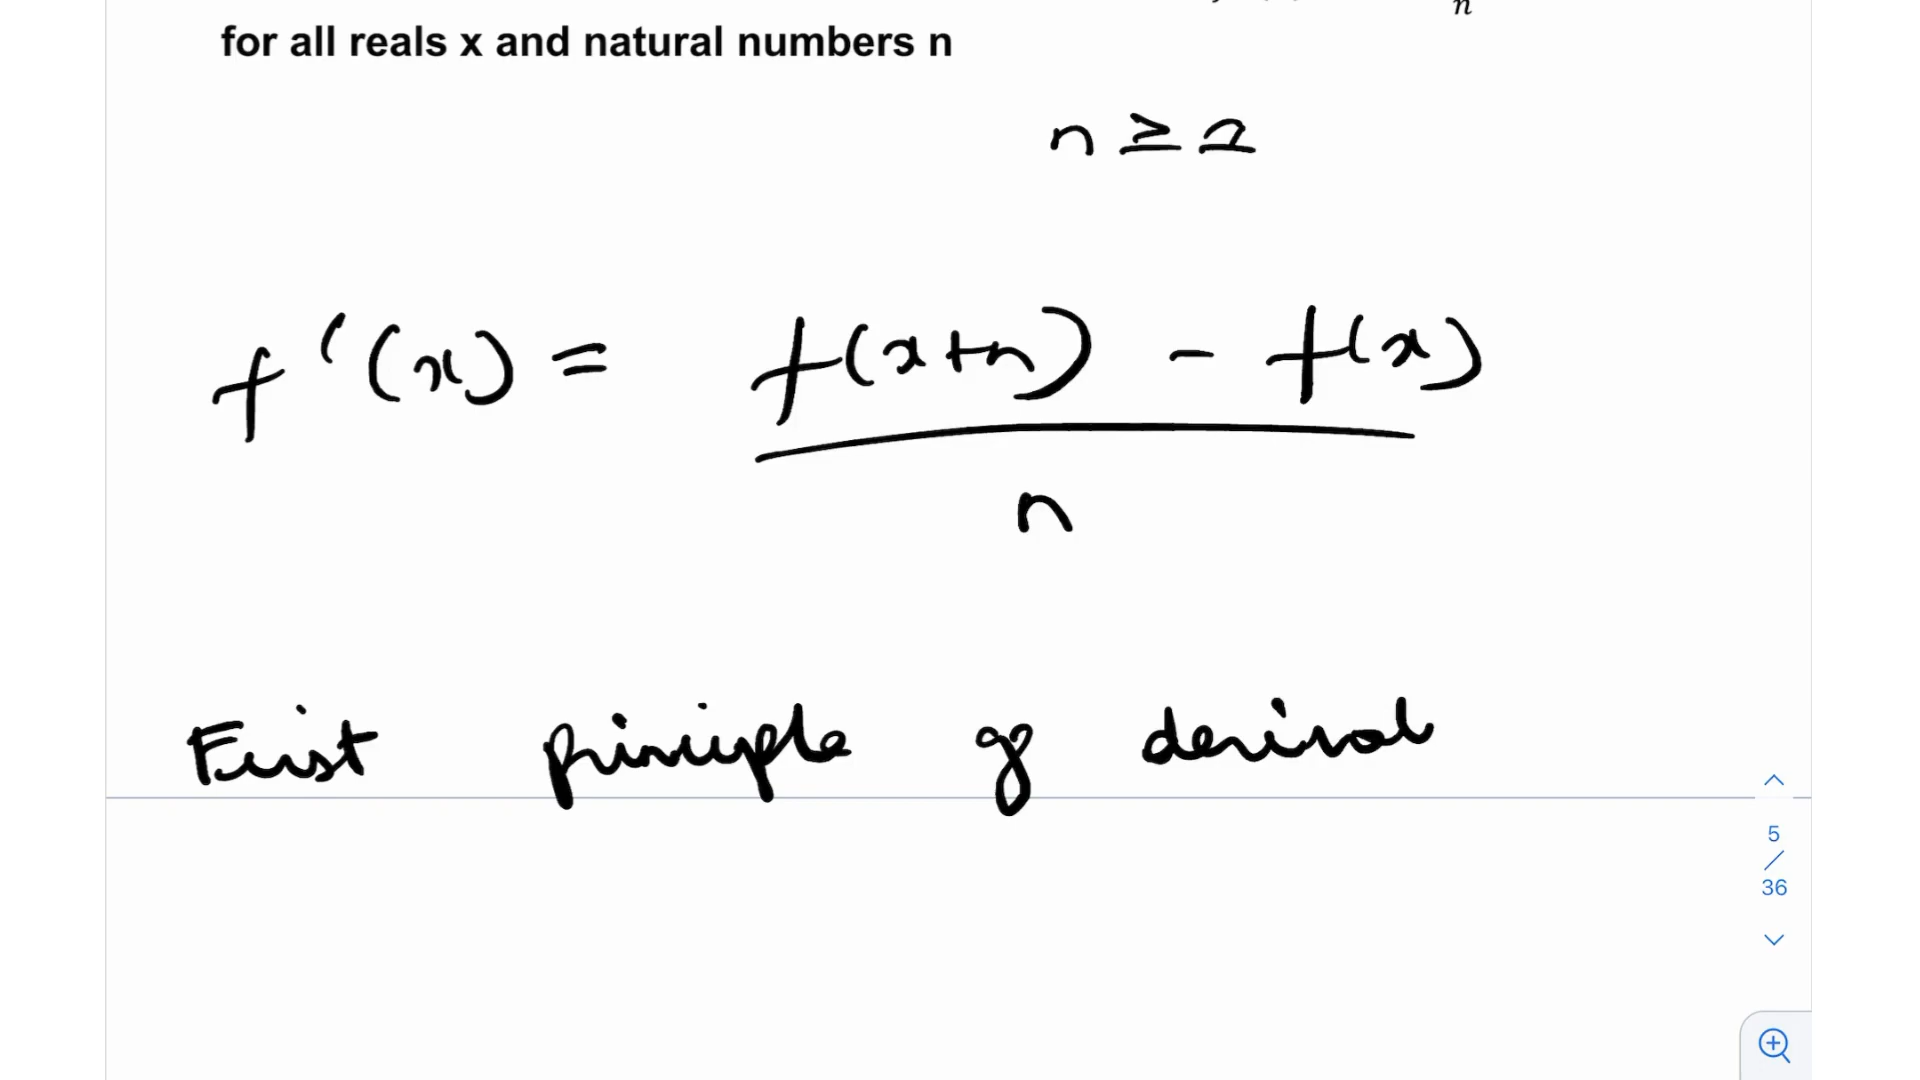 n
for all reals x and natural numbers n
n ≥ 1
f'(x) = f(x+n) - f(x)
n
First principle of derivat
5
/
36